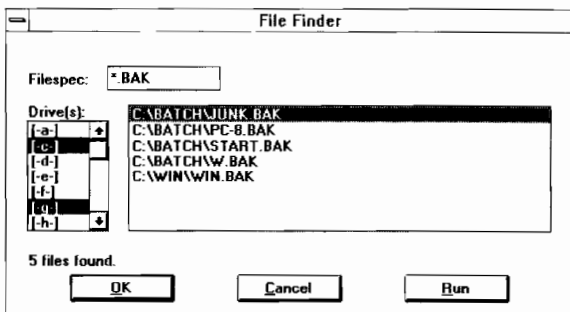 File Finder
Filespec: *.BAK
Drive(s):
[-a-]
[-c-]
[-d-]
[-e-]
[-f-]
[-g-]
[-h-]
C:\BATCH\JUNK.BAK
C:\BATCH\PC-8.BAK
C:\BATCH\START.BAK
C:\BATCH\W.BAK
C:\WIN\WIN.BAK
5 files found.
OK Cancel Run